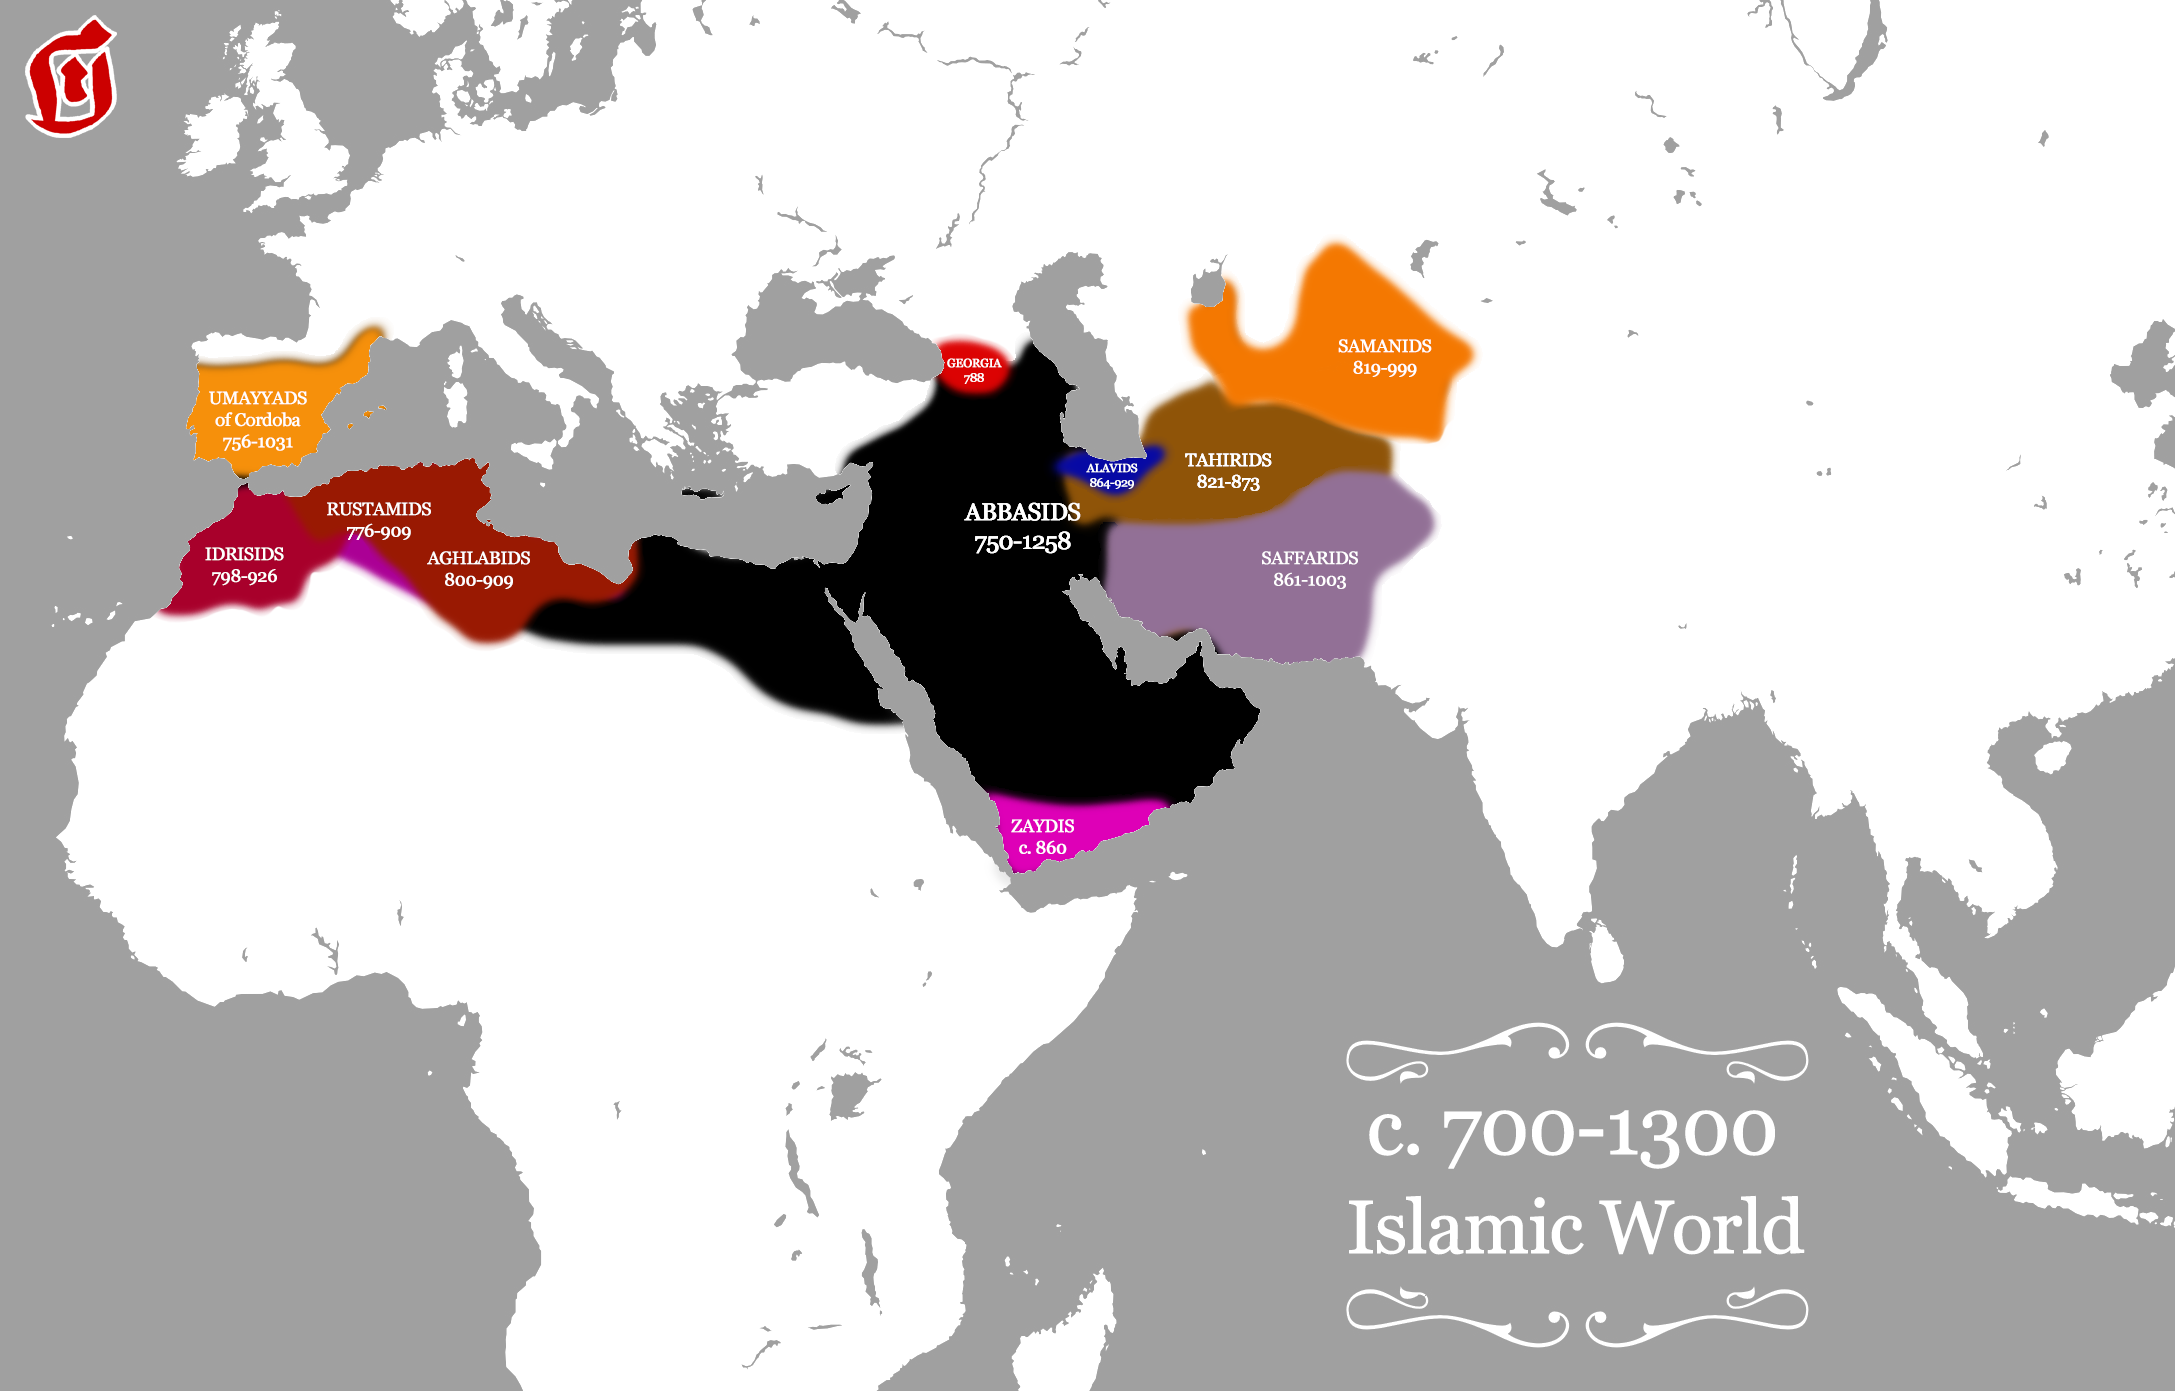 GEORGIA
788
SAMANIDS
819-999
UMAYYADS
of Cordoba
756-1031
ALAVIDS
864-929
TAHIRIDS
821-873
RUSTAMIDS
776-909
ABBASIDS
750-1258
IDRISIDS
798-926
AGHLABIDS
800-909
SAFFARIDS
861-1003
ZAYDIS
c. 860
c. 700-1300
Islamic World